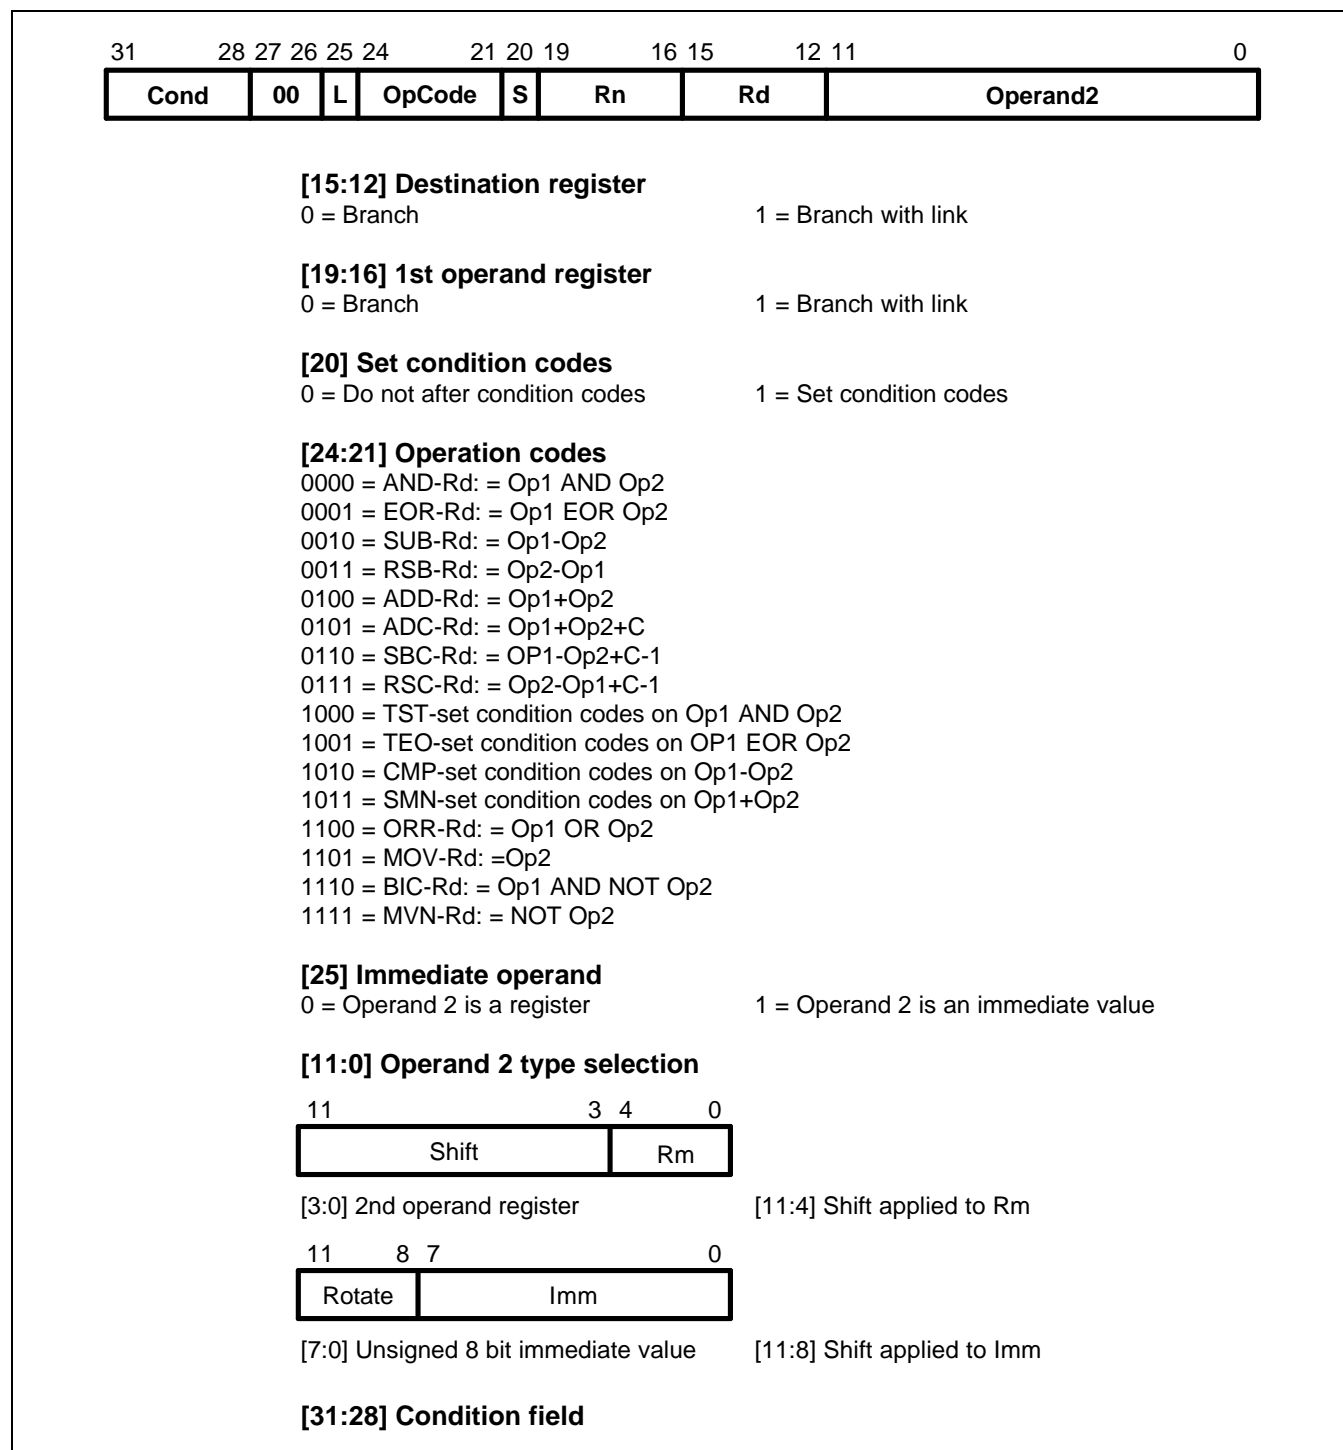 31 28 27 26 25 24 21 20 19 16 15 12 11 0
Cond 00 L OpCode S Rn Rd Operand2
[15:12] Destination register
0 = Branch 1 = Branch with link
[19:16] 1st operand register
0 = Branch 1 = Branch with link
[20] Set condition codes
0 = Do not after condition codes 1 = Set condition codes
[24:21] Operation codes
0000 = AND-Rd: = Op1 AND Op2
0001 = EOR-Rd: = Op1 EOR Op2
0010 = SUB-Rd: = Op1-Op2
0011 = RSB-Rd: = Op2-Op1
0100 = ADD-Rd: = Op1+Op2
0101 = ADC-Rd: = Op1+Op2+C
0110 = SBC-Rd: = OP1-Op2+C-1
0111 = RSC-Rd: = Op2-Op1+C-1
1000 = TST-set condition codes on Op1 AND Op2
1001 = TEO-set condition codes on OP1 EOR Op2
1010 = CMP-set condition codes on Op1-Op2
1011 = SMN-set condition codes on Op1+Op2
1100 = ORR-Rd: = Op1 OR Op2
1101 = MOV-Rd: =Op2
1110 = BIC-Rd: = Op1 AND NOT Op2
1111 = MVN-Rd: = NOT Op2
[25] Immediate operand
0 = Operand 2 is a register 1 = Operand 2 is an immediate value
[11:0] Operand 2 type selection
11 3 4 0
Shift Rm
[3:0] 2nd operand register [11:4] Shift applied to Rm
11 8 7 0
Rotate Imm
[7:0] Unsigned 8 bit immediate value [11:8] Shift applied to Imm
[31:28] Condition field